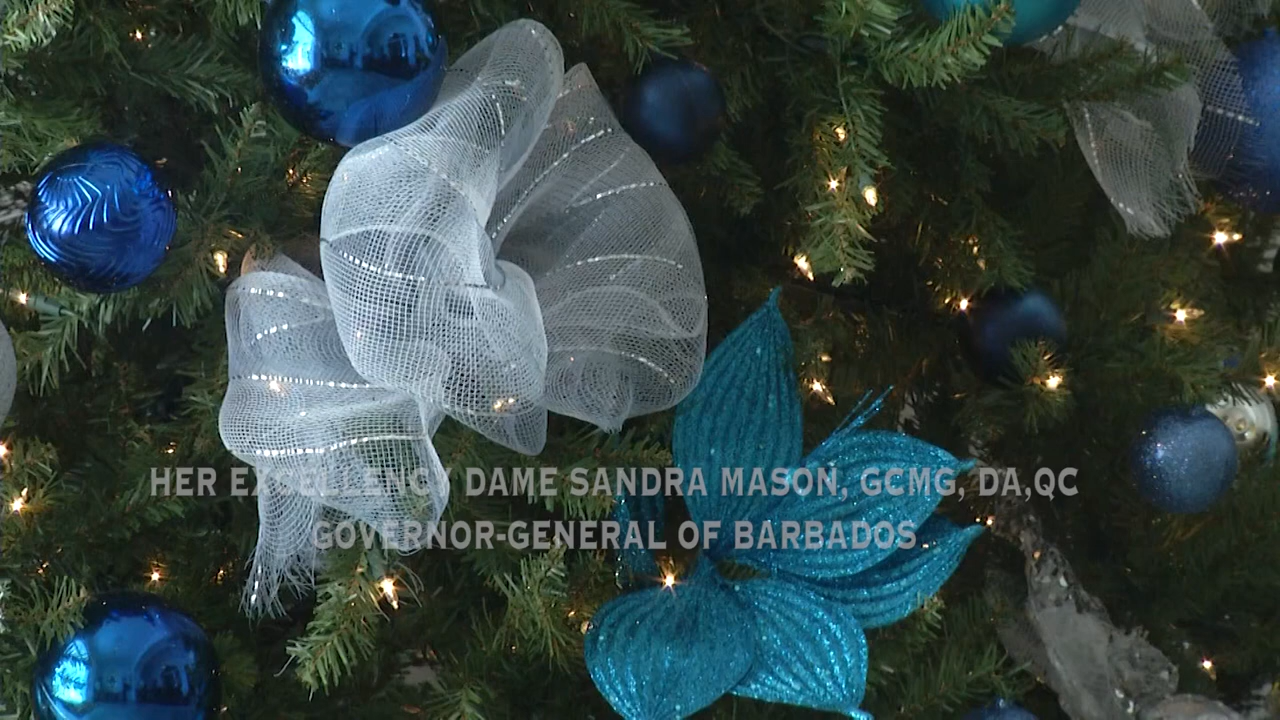 HER EXCELLENCY DAME SANDRA MASON, GCMG, DA,QC
GOVERNOR-GENERAL OF BARBADOS